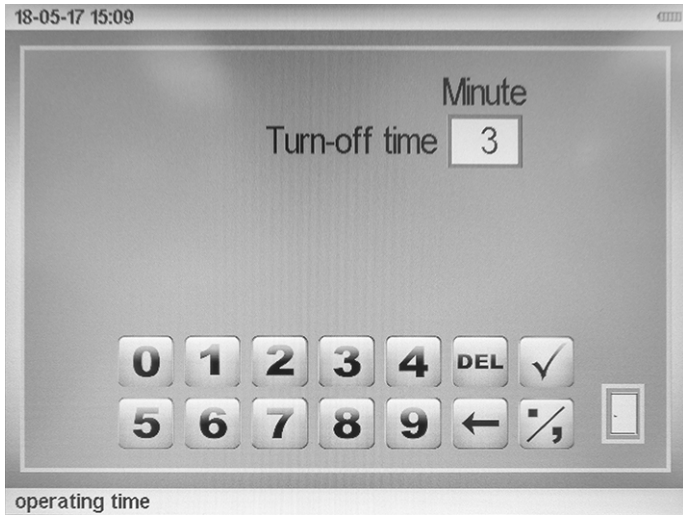 18-05-17 15:09
Minute
Turn-off time 3
0 1 2 3 4 DEL
5 6 7 8 9 ← ./,
operating time